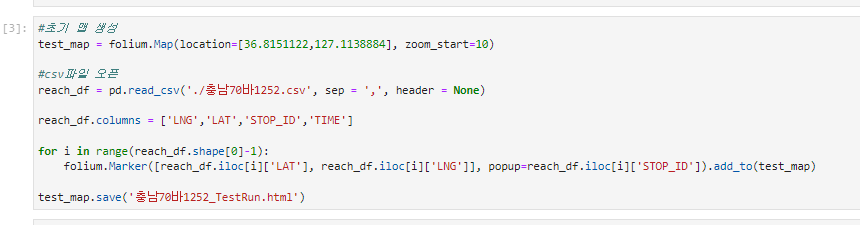 [3]:
#초기 맵 생성
test_map = folium.Map(location=[36.8151122,127.1138884], zoom_start=10)
#csv파일 오픈
reach_df = pd.read_csv('./충남70바1252.csv', sep = ',', header = None)
reach_df.columns = ['LNG','LAT','STOP_ID','TIME']
for i in range(reach_df.shape[0]-1):
    folium.Marker([reach_df.iloc[i]['LAT'], reach_df.iloc[i]['LNG']], popup=reach_df.iloc[i]['STOP_ID']).add_to(test_map)
test_map.save('충남70바1252_TestRun.html')